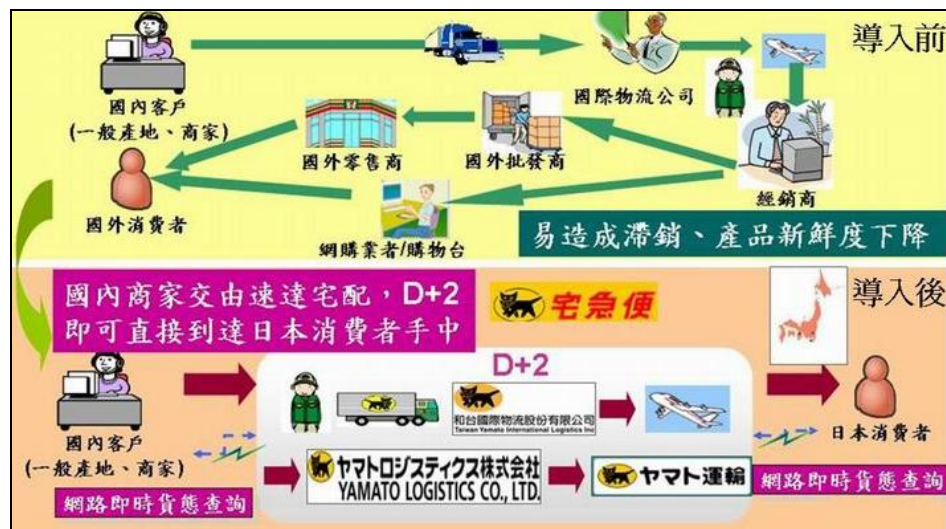 導入前
國內客戶
(一般產地、商家)
國際物流公司
國外零售商
國外批發商
經銷商
國外消費者
網購業者/購物台
易造成滯銷、產品新鮮度下降
國內商家交由速達宅配，D+2
即可直接到達日本消費者手中
宅急便
導入後
D+2
和台國際物流股份有限公司
Taiwan Yamato International Logistics Inc
國內客戶
(一般產地、商家)
日本消費者
ヤマトロジスティクス株式会社
YAMATO LOGISTICS CO., LTD.
ヤマト運輸
網路即時貨態查詢
網路即時貨態查詢